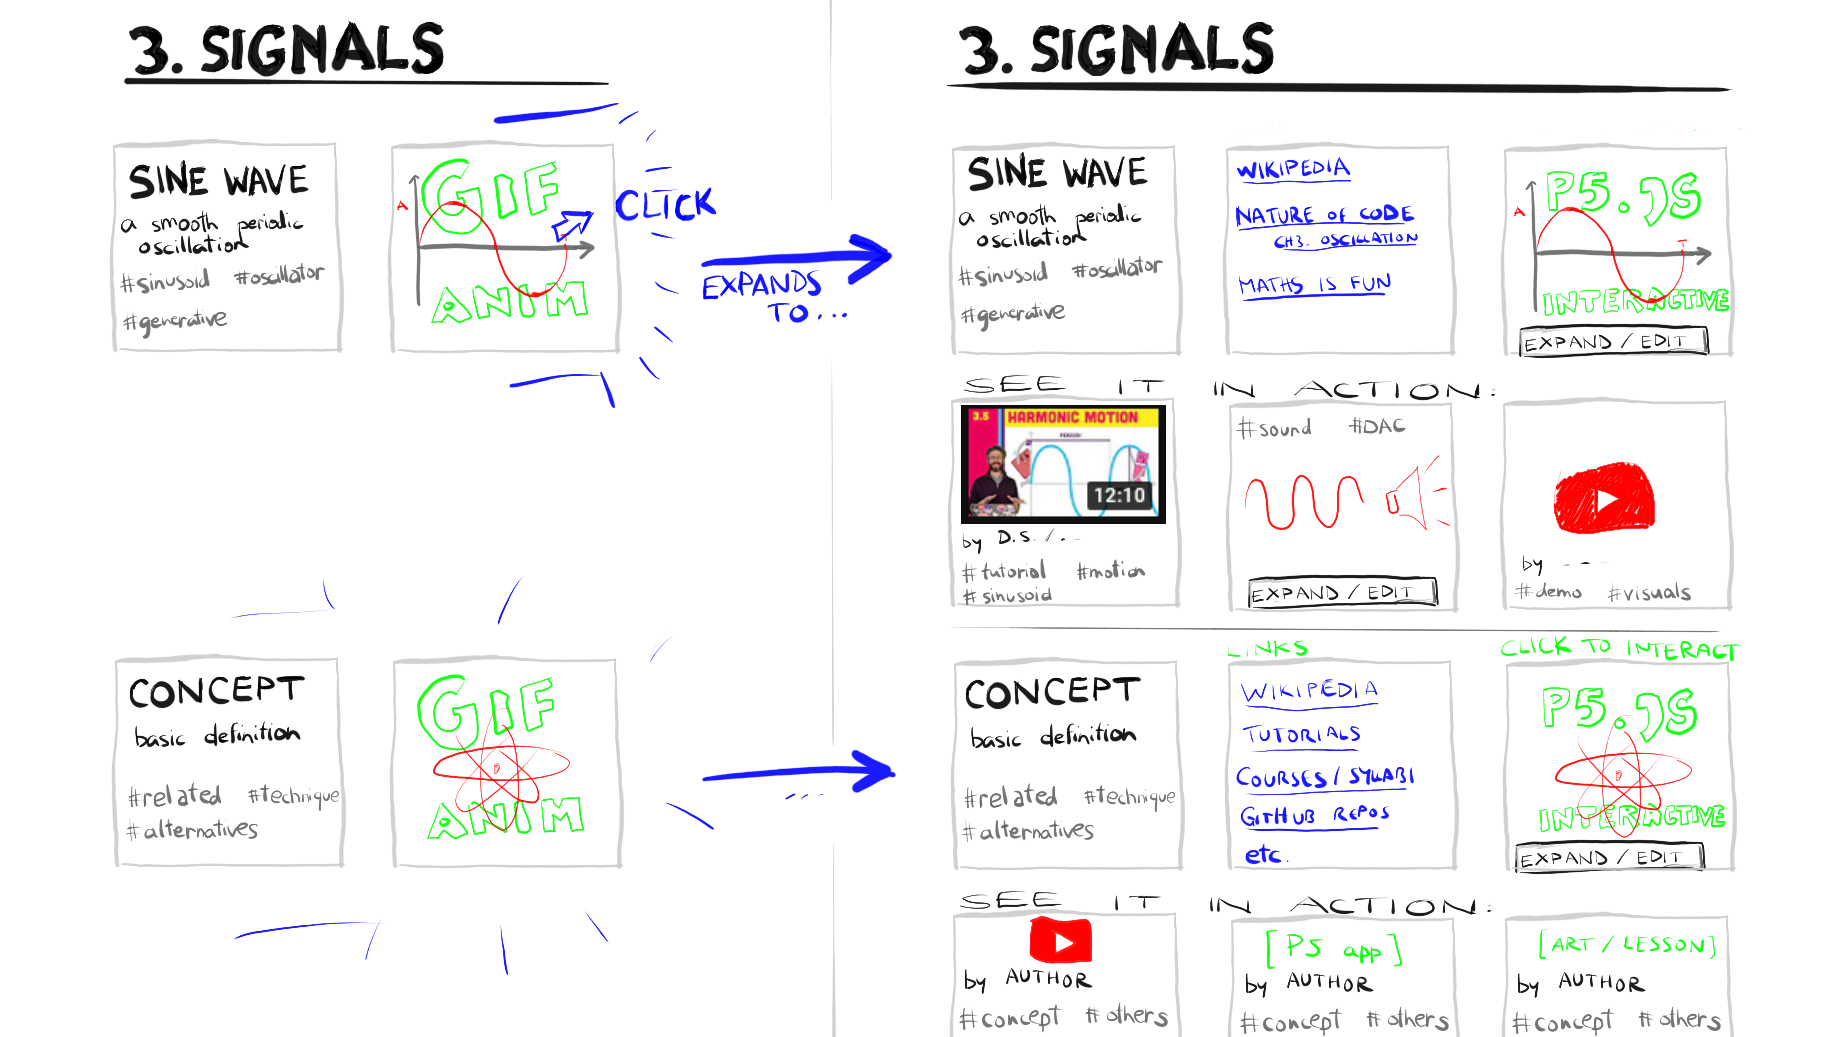 3. SIGNALS
SINE WAVE
a smooth periodic
oscillation
#sinusoid #oscillator
#generative
A
GIF
ANIM
CLICK
EXPANDS
TO...
CONCEPT
basic definition
#related #technique
#alternatives
GIF
ANIM
...
3. SIGNALS
SINE WAVE
a smooth periodic
oscillation
#sinusoid #oscillator
#generative
WIKIPEDIA
NATURE OF CODE
CH3. OSCILLATION
MATHS IS FUN
P5.JS
A
T
INTERACTIVE
EXPAND / EDIT
SEE IT IN ACTION:
3.5 HARMONIC MOTION
PERIOD
12:10
by D.S. / ...
#tutorial #motion
#sinusoid
#sound #DAC
EXPAND / EDIT
by ---
#demo #visuals
CONCEPT
basic definition
#related #technique
#alternatives
LINKS
WIKIPEDIA
TUTORIALS
COURSES / SYLLABI
GITHUB REPOS
etc.
CLICK TO INTERACT
P5.JS
INTERACTIVE
EXPAND / EDIT
SEE IT IN ACTION:
by AUTHOR
#concept #others
[P5 app]
by AUTHOR
#concept #others
[ART / LESSON]
by AUTHOR
#concept #others